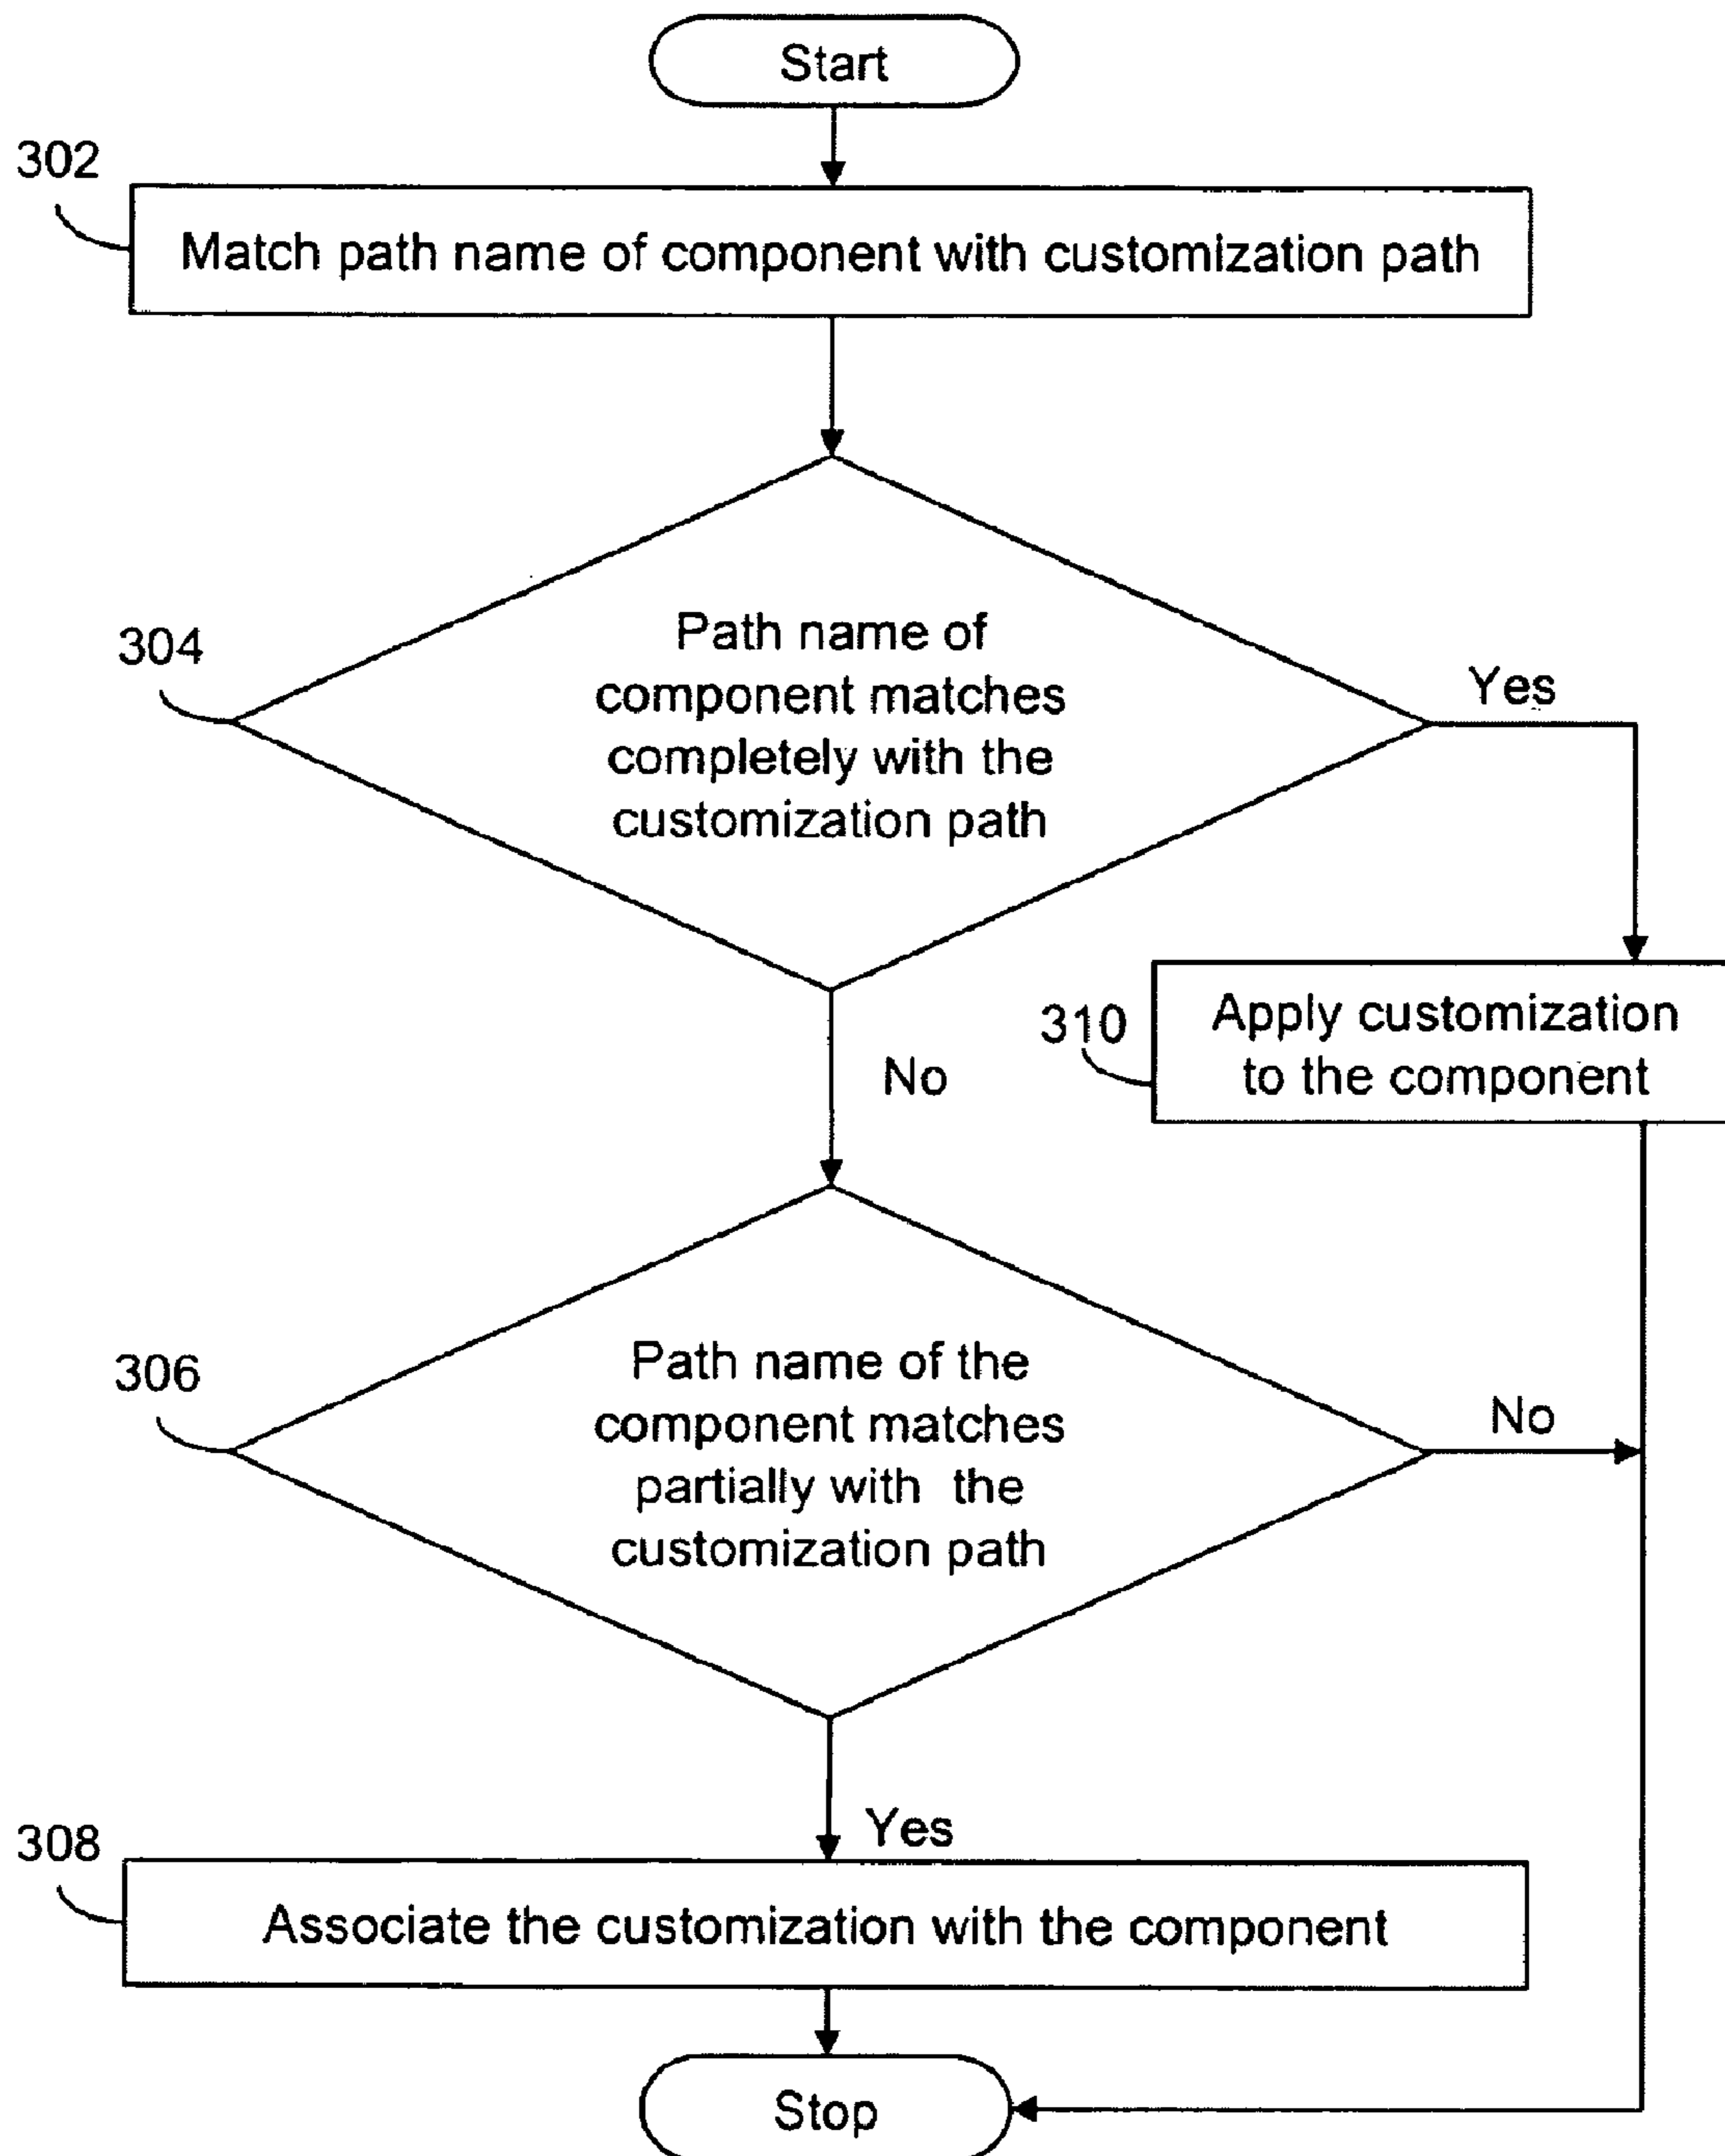 Start
302
Match path name of component with customization path
304
Path name of
component matches
completely with the
customization path
Yes
310
Apply customization
to the component
No
306
Path name of the
component matches
partially with the
customization path
No
Yes
308
Associate the customization with the component
Stop